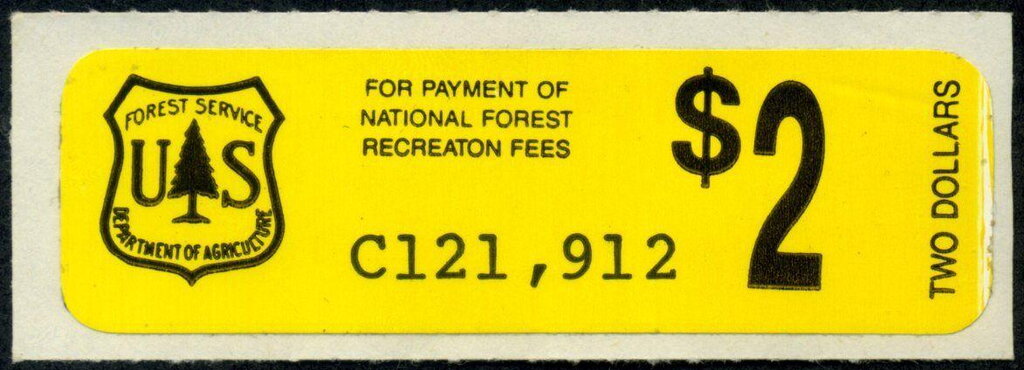 FOREST SERVICE
U S
DEPARTMENT OF AGRICULTURE
FOR PAYMENT OF
NATIONAL FOREST
RECREATON FEES
C121,912
$2
TWO DOLLARS